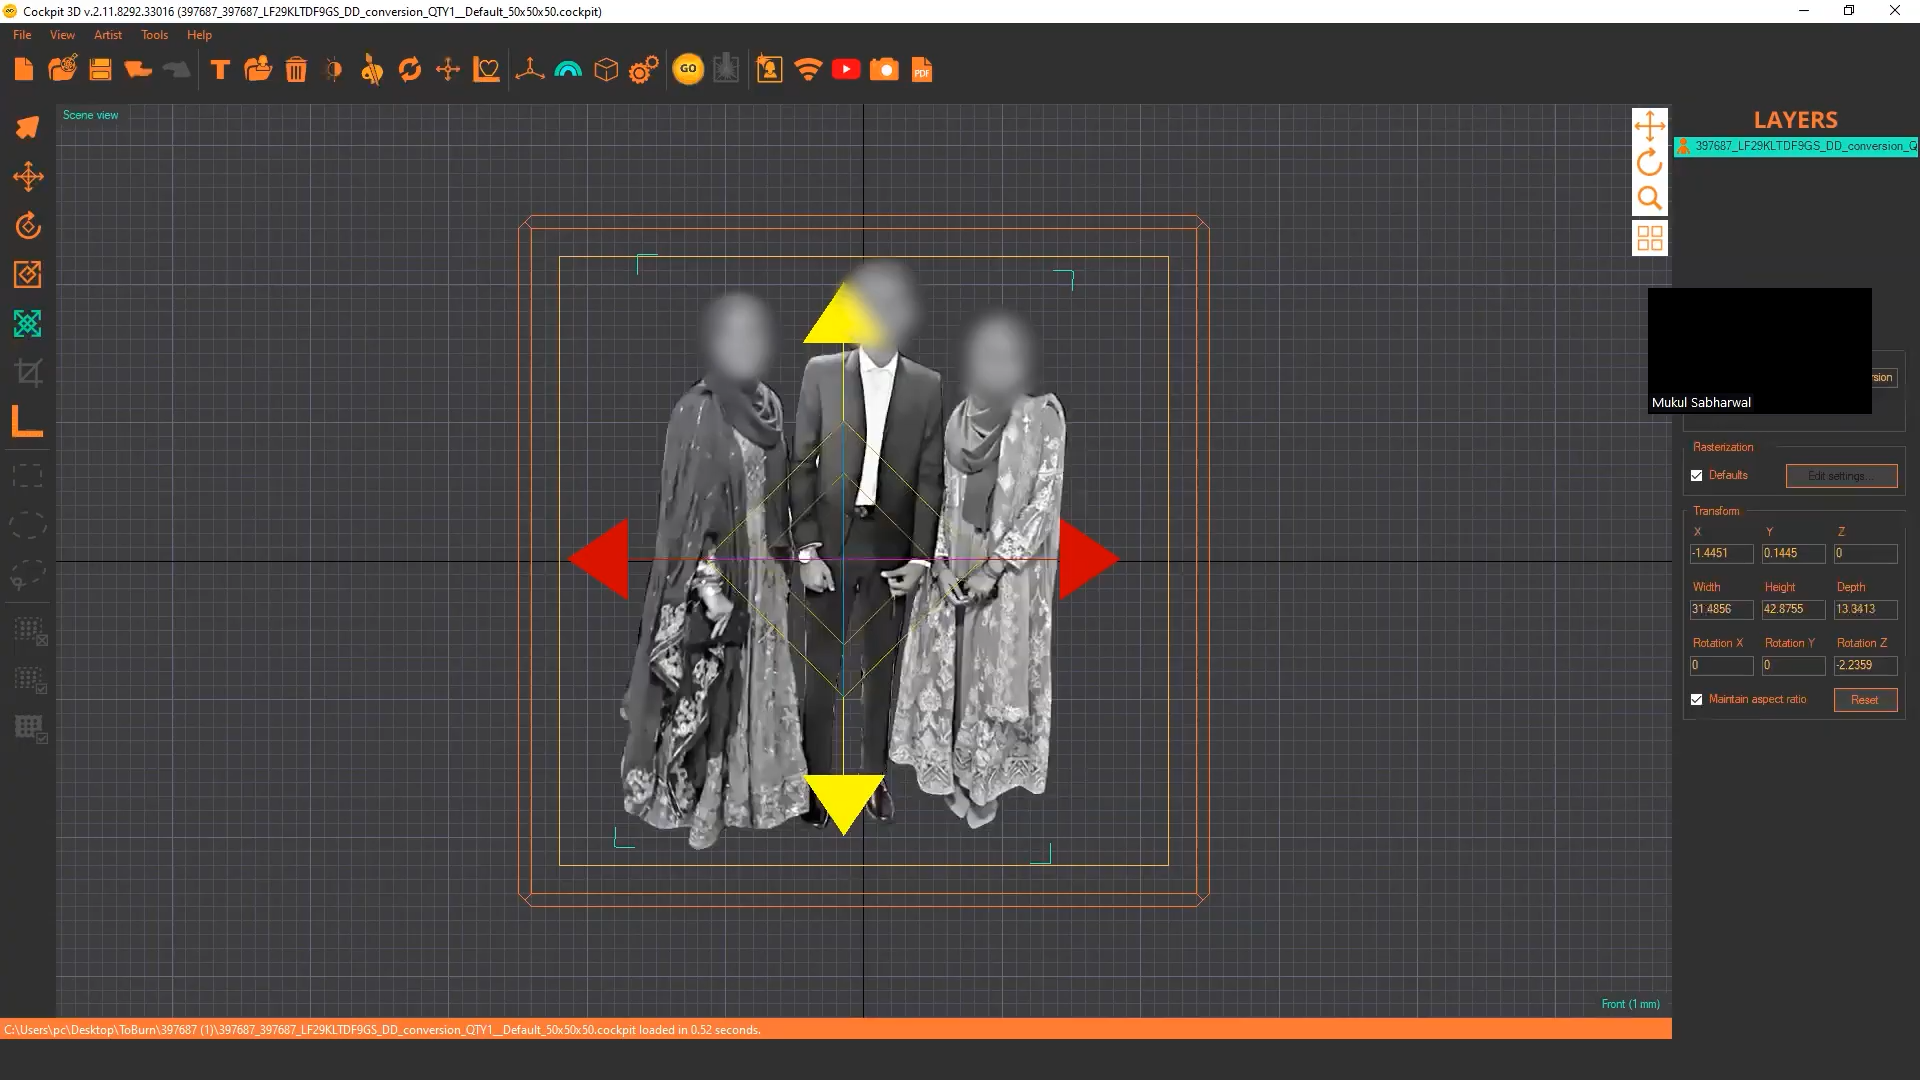 Cockpit 3D v.2.11.8292.33016 (397687_397687_LF29KLTDF9GS_DD_conversion_QTY1__Default_50x50x50.cockpit)
File View Artist Tools Help
T GO PDF
Scene view
LAYERS
397687_LF29KLTDF9GS_DD_conversion_Q
rsion
Mukul Sabharwal
Rasterization
Defaults Edit settings...
Transform
X Y Z
-1.4451 0.1445 0
Width Height Depth
31.4856 42.8755 13.3413
Rotation X Rotation Y Rotation Z
0 0 -2.2359
Maintain aspect ratio Reset
Front (1 mm)
C:\Users\pc\Desktop\ToBurn\397687 (1)\397687_397687_LF29KLTDF9GS_DD_conversion_QTY1__Default_50x50x50.cockpit loaded in 0.52 seconds.